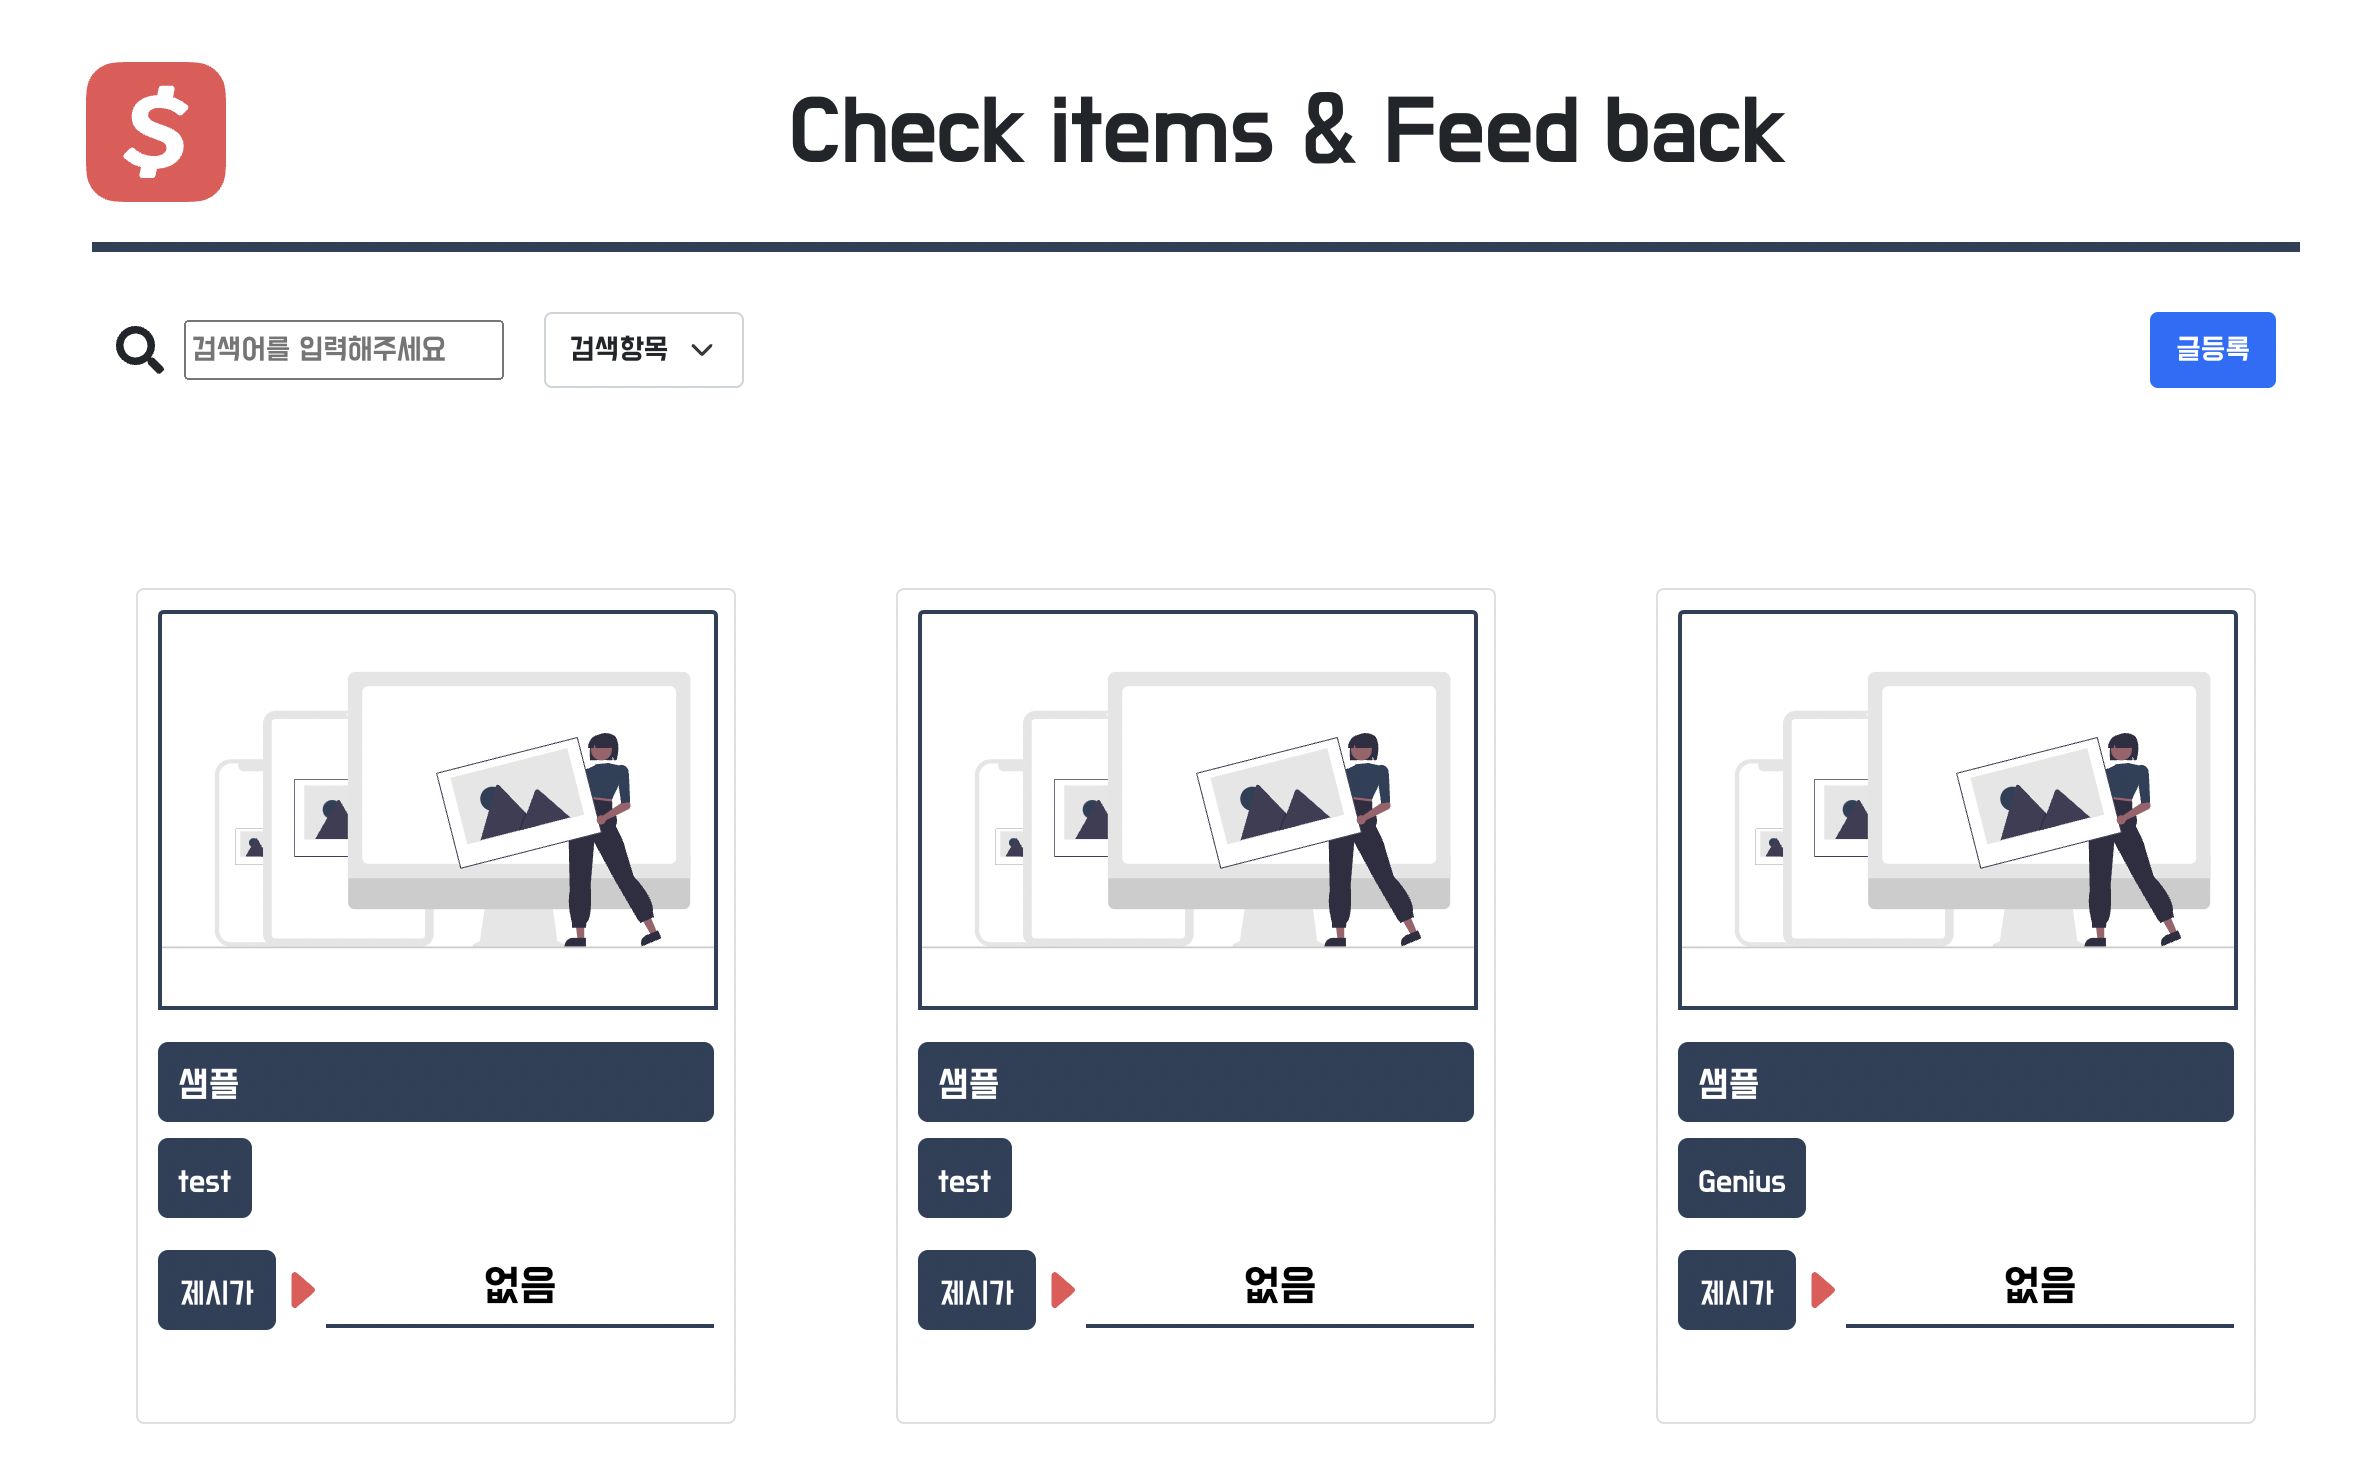 $
Check items & Feed back
검색어를 입력해주세요
검색항목
글등록
샘플
test
제시가
없음
샘플
test
제시가
없음
샘플
Genius
제시가
없음